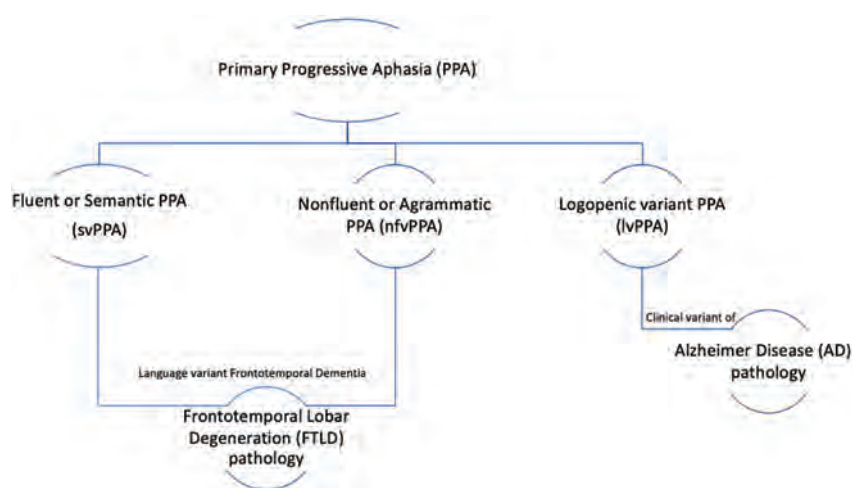 Primary Progressive Aphasia (PPA)
Fluent or Semantic PPA
(svPPA)
Nonfluent or Agrammatic
PPA (nfvPPA)
Logopenic variant PPA
(lvPPA)
Clinical variant of
Alzheimer Disease (AD)
pathology
Language variant Frontotemporal Dementia
Frontotemporal Lobar
Degeneration (FTLD)
pathology